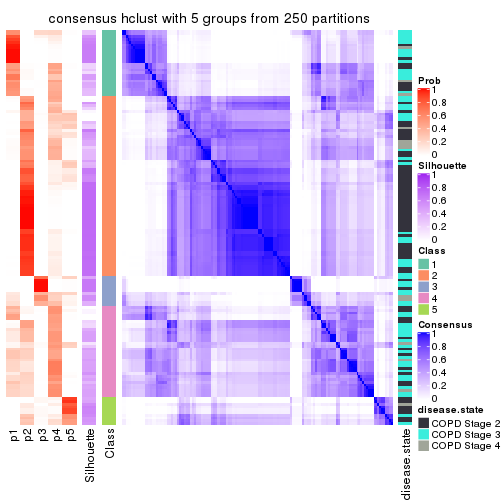 consensus hclust with 5 groups from 250 partitions
Prob
1
0.8
0.6
0.4
0.2
0
Silhouette
1
0.8
0.6
0.4
0.2
0
Class
1
2
3
4
5
Consensus
1
0.8
0.6
0.4
0.2
0
disease.state
COPD Stage 2
COPD Stage 3
COPD Stage 4
p1
p2
p3
p4
p5
Silhouette
Class
disease.state